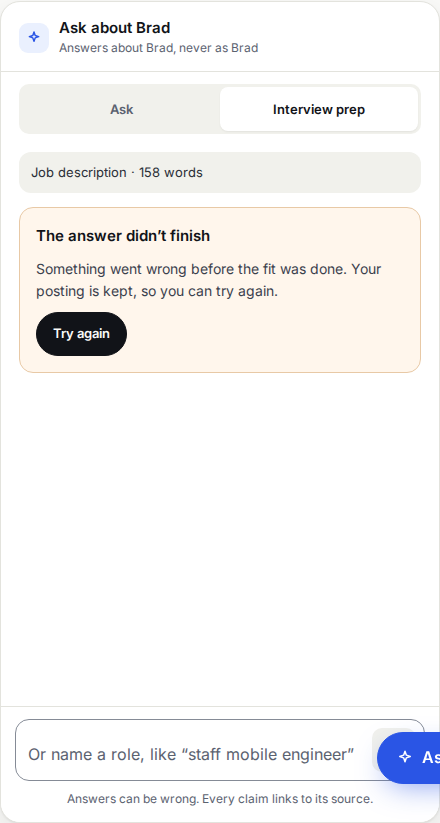 Ask about Brad
Answers about Brad, never as Brad
Ask
Interview prep
Job description · 158 words
The answer didn’t finish
Something went wrong before the fit was done. Your
posting is kept, so you can try again.
Try again
Or name a role, like “staff mobile engineer”
Answers can be wrong. Every claim links to its source.